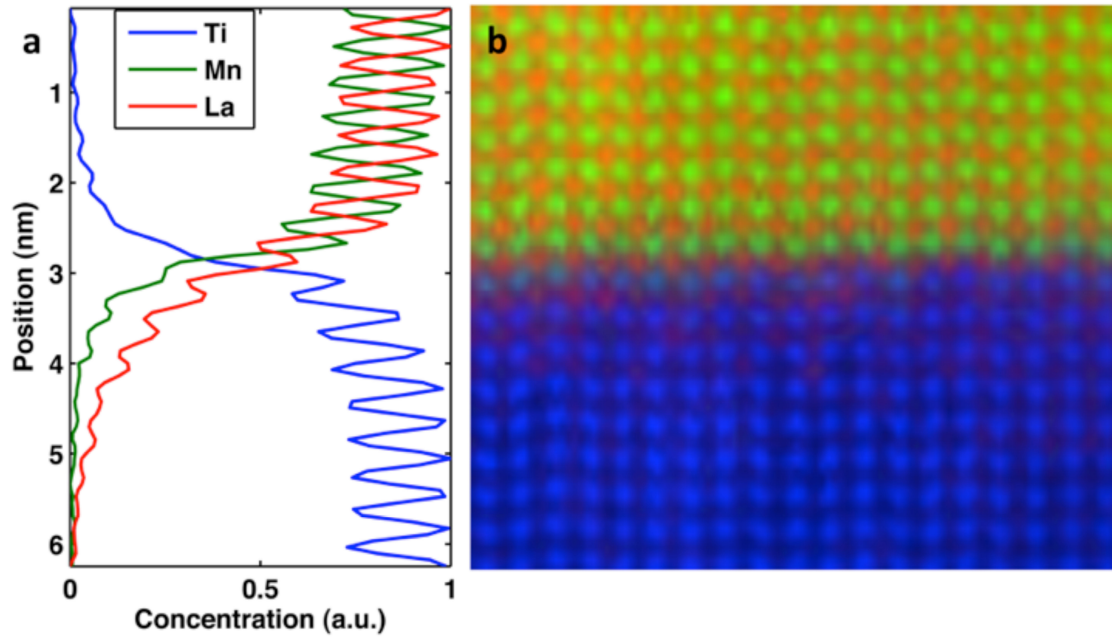 a
Ti
Mn
La
b
1
2
3
4
5
6
Position (nm)
0
0.5
1
Concentration (a.u.)